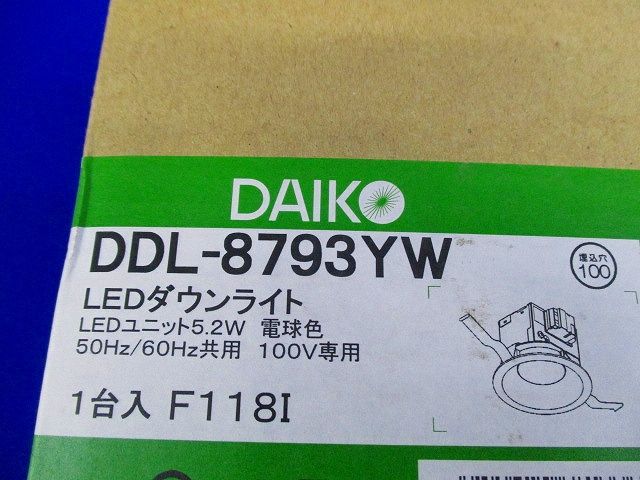 DAIKO
DDL-8793YW
埋込穴
100
LEDダウンライト
LEDユニット5.2W 電球色
50Hz/60Hz共用 100V専用
1台入 F118I